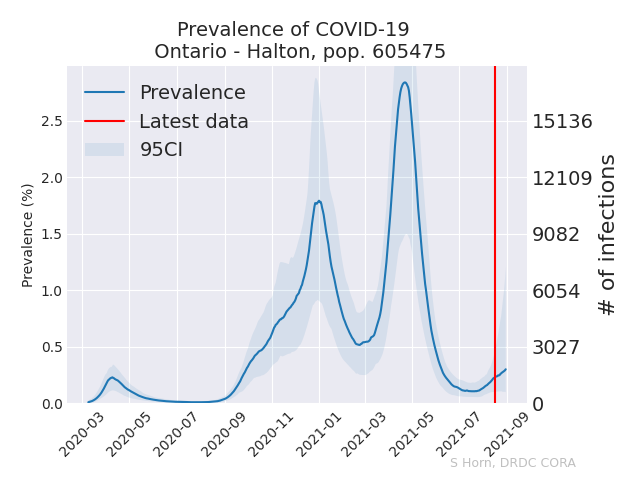 Prevalence of COVID-19
Ontario - Halton, pop. 605475
Prevalence
Latest data
95CI
Prevalence (%)
2.5
2.0
1.5
1.0
0.5
0.0
15136
12109
9082
6054
3027
0
# of infections
2020-03
2020-05
2020-07
2020-09
2020-11
2021-01
2021-03
2021-05
2021-07
2021-09
S Horn, DRDC CORA